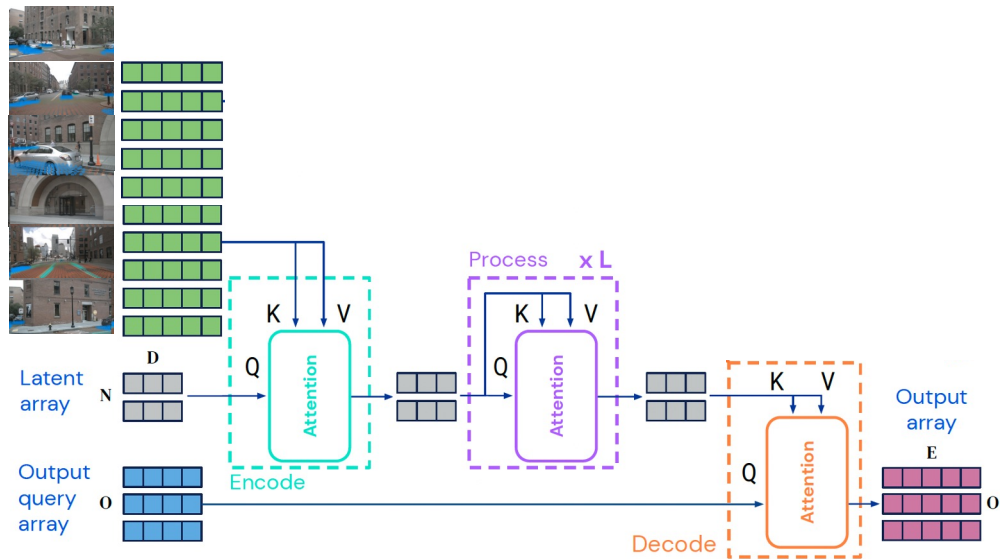 Process x L
K V
K V
D
Q
Q
Latent
array
N
Attention
Attention
K V
Output
array
E
Encode
Output
query
array
O
Q
Attention
O
Decode